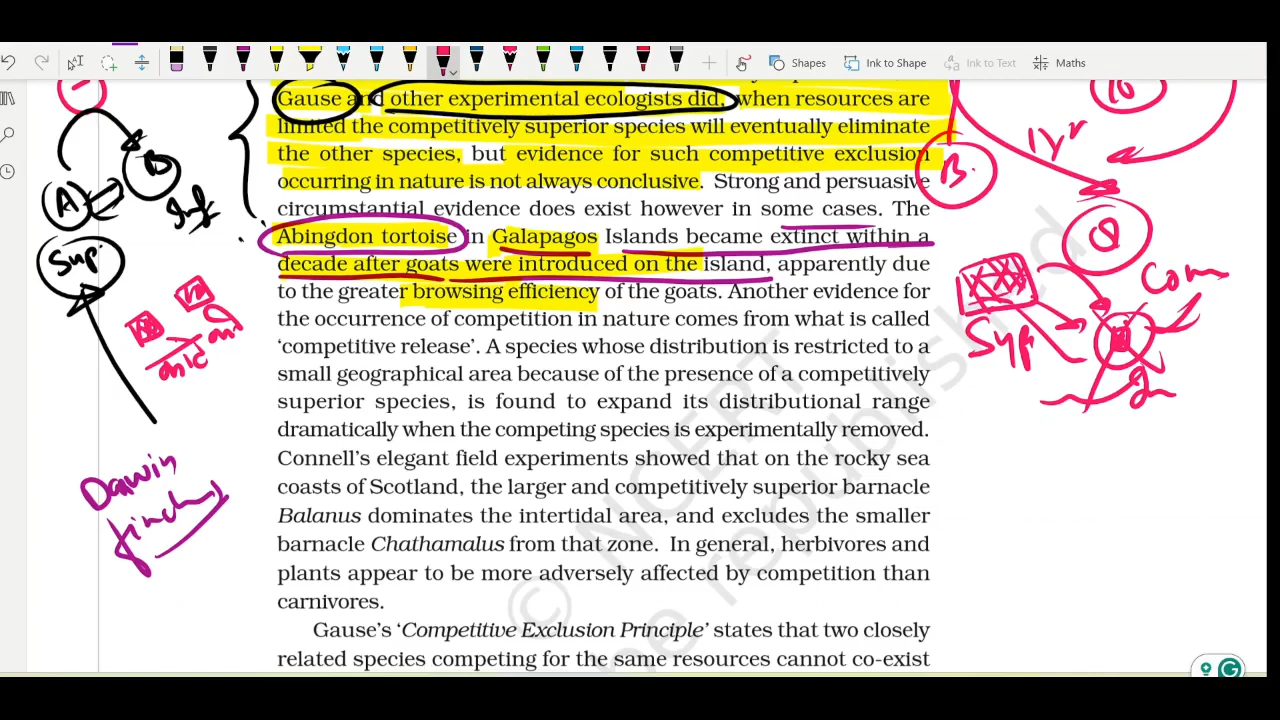 Shapes
Ink to Shape
Ink to Text
Maths
Gause and other experimental ecologists did, when resources are
limited the competitively superior species will eventually eliminate
the other species, but evidence for such competitive exclusion
occurring in nature is not always conclusive. Strong and persuasive
circumstantial evidence does exist however in some cases. The
Abingdon tortoise in Galapagos Islands became extinct within a
decade after goats were introduced on the island, apparently due
to the greater browsing efficiency of the goats. Another evidence for
the occurrence of competition in nature comes from what is called
‘competitive release’. A species whose distribution is restricted to a
small geographical area because of the presence of a competitively
superior species, is found to expand its distributional range
dramatically when the competing species is experimentally removed.
Connell’s elegant field experiments showed that on the rocky sea
coasts of Scotland, the larger and competitively superior barnacle
Balanus dominates the intertidal area, and excludes the smaller
barnacle Chathamalus from that zone. In general, herbivores and
plants appear to be more adversely affected by competition than
carnivores.
Gause’s ‘Competitive Exclusion Principle’ states that two closely
related species competing for the same resources cannot co-exist
© NCERT
be republished
A
B
Inf
Sup
Darwin
finches
10
1yr
B
Sup
Com